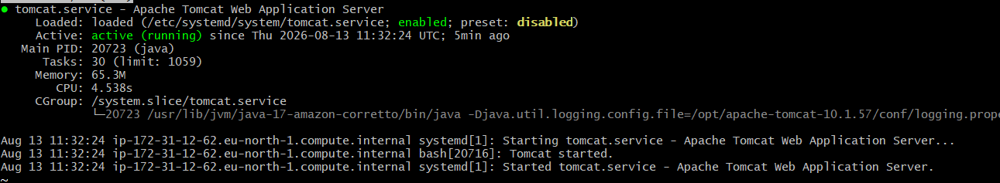 ● tomcat.service - Apache Tomcat Web Application Server
Loaded: loaded (/etc/systemd/system/tomcat.service; enabled; preset: disabled)
Active: active (running) since Thu 2026-08-13 11:32:24 UTC; 5min ago
Main PID: 20723 (java)
Tasks: 30 (limit: 1059)
Memory: 65.3M
CPU: 4.538s
CGroup: /system.slice/tomcat.service
└─20723 /usr/lib/jvm/java-17-amazon-corretto/bin/java -Djava.util.logging.config.file=/opt/apache-tomcat-10.1.57/conf/logging.prope
Aug 13 11:32:24 ip-172-31-12-62.eu-north-1.compute.internal systemd[1]: Starting tomcat.service - Apache Tomcat Web Application Server...
Aug 13 11:32:24 ip-172-31-12-62.eu-north-1.compute.internal bash[20716]: Tomcat started.
Aug 13 11:32:24 ip-172-31-12-62.eu-north-1.compute.internal systemd[1]: Started tomcat.service - Apache Tomcat Web Application Server.
~